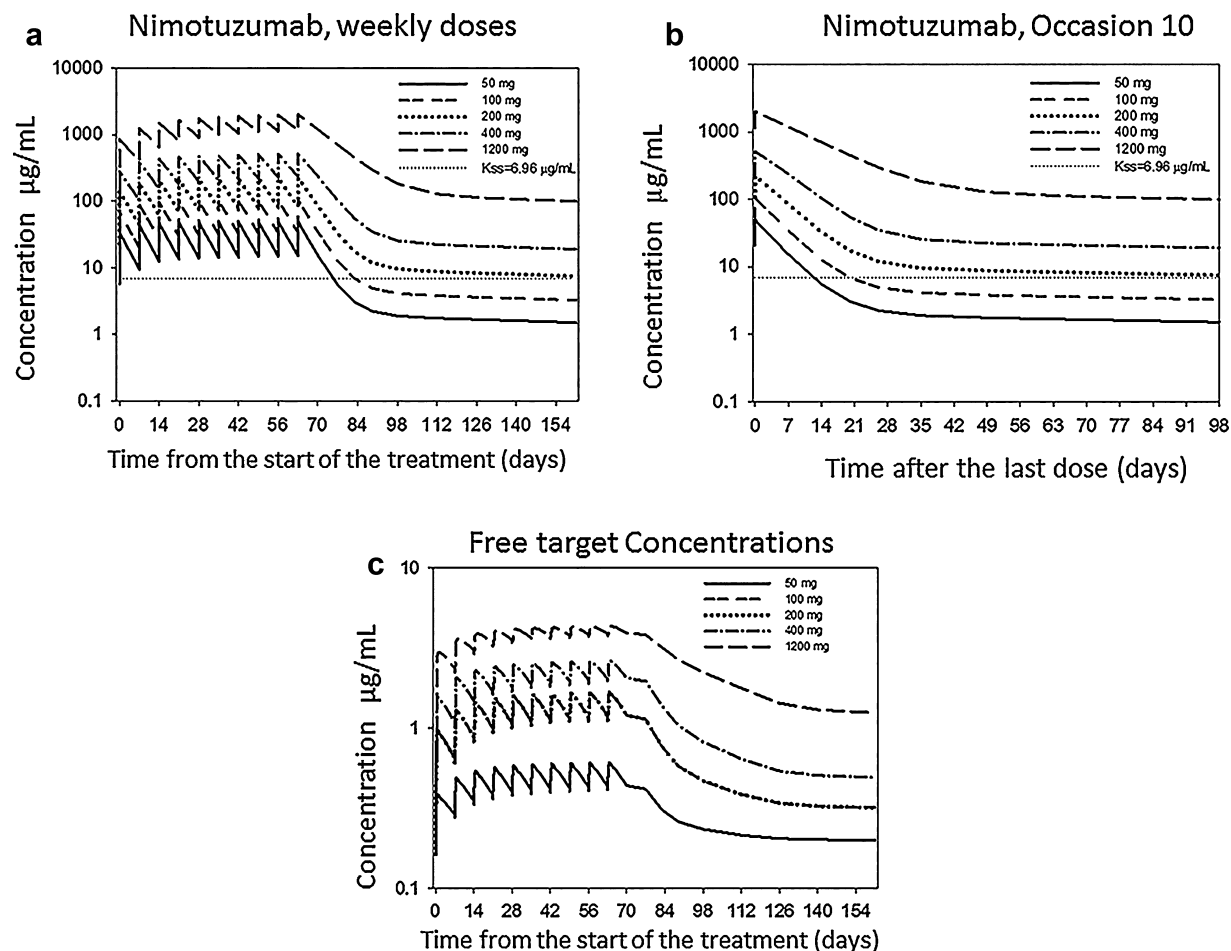 a
Nimotuzumab, weekly doses
10000
1000
100
10
1
0.1
Concentration µg/mL
50 mg
100 mg
200 mg
400 mg
1200 mg
Kss=6.96 µg/mL
0 14 28 42 56 70 84 98 112 126 140 154
Time from the start of the treatment (days)
b
Nimotuzumab, Occasion 10
10000
1000
100
10
1
0.1
Concentration µg/mL
50 mg
100 mg
200 mg
400 mg
1200 mg
Kss=6.96 µg/mL
0 7 14 21 28 35 42 49 56 63 70 77 84 91 98
Time after the last dose (days)
c
Free target Concentrations
10
1
0.1
Concentration µg/mL
50 mg
100 mg
200 mg
400 mg
1200 mg
0 14 28 42 56 70 84 98 112 126 140 154
Time from the start of the treatment (days)